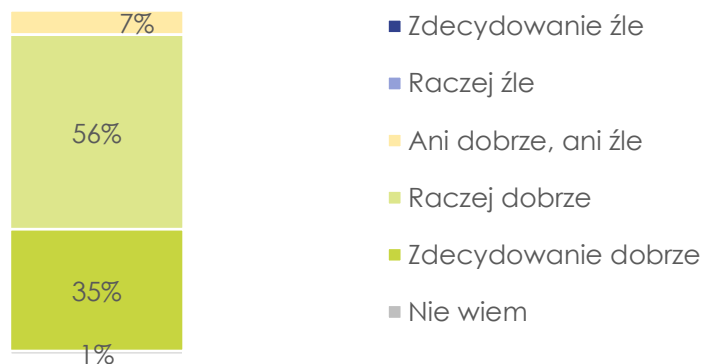 7%
56%
35%
1%
Zdecydowanie źle
Raczej źle
Ani dobrze, ani źle
Raczej dobrze
Zdecydowanie dobrze
Nie wiem